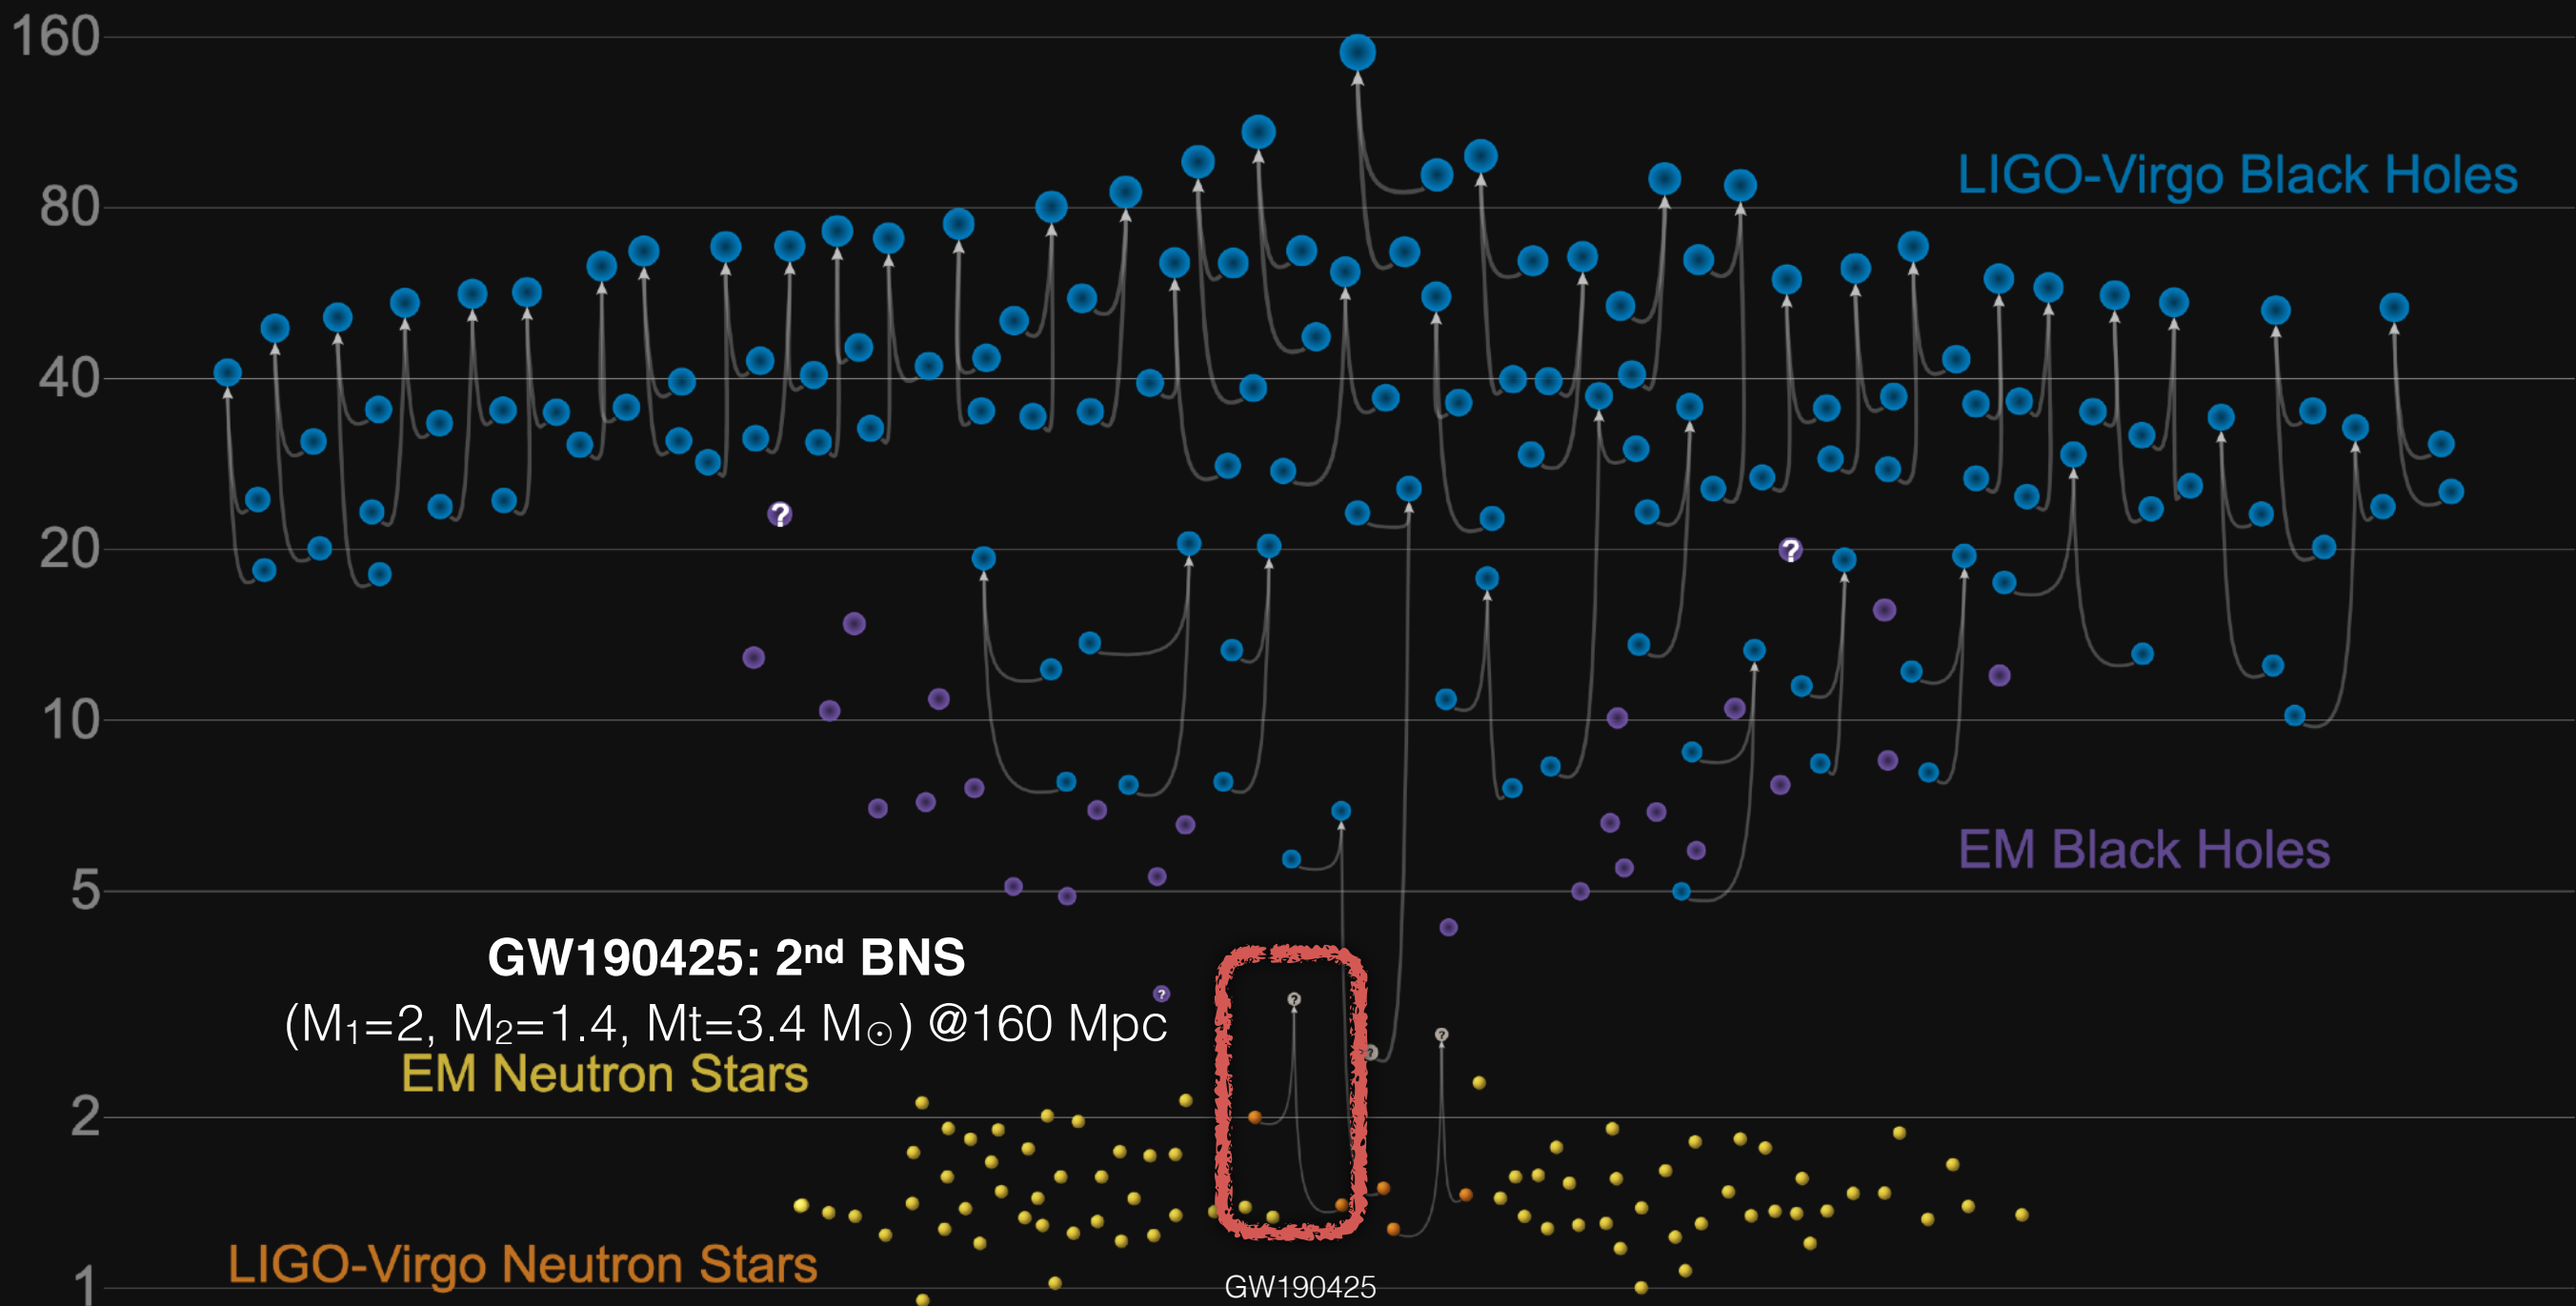 160
80
LIGO-Virgo Black Holes
40
?
20
?
10
5
EM Black Holes
GW190425: 2nd BNS
?
?
(M₁=2, M₂=1.4, Mt=3.4 M☉) @160 Mpc
?
?
EM Neutron Stars
2
LIGO-Virgo Neutron Stars
1
GW190425